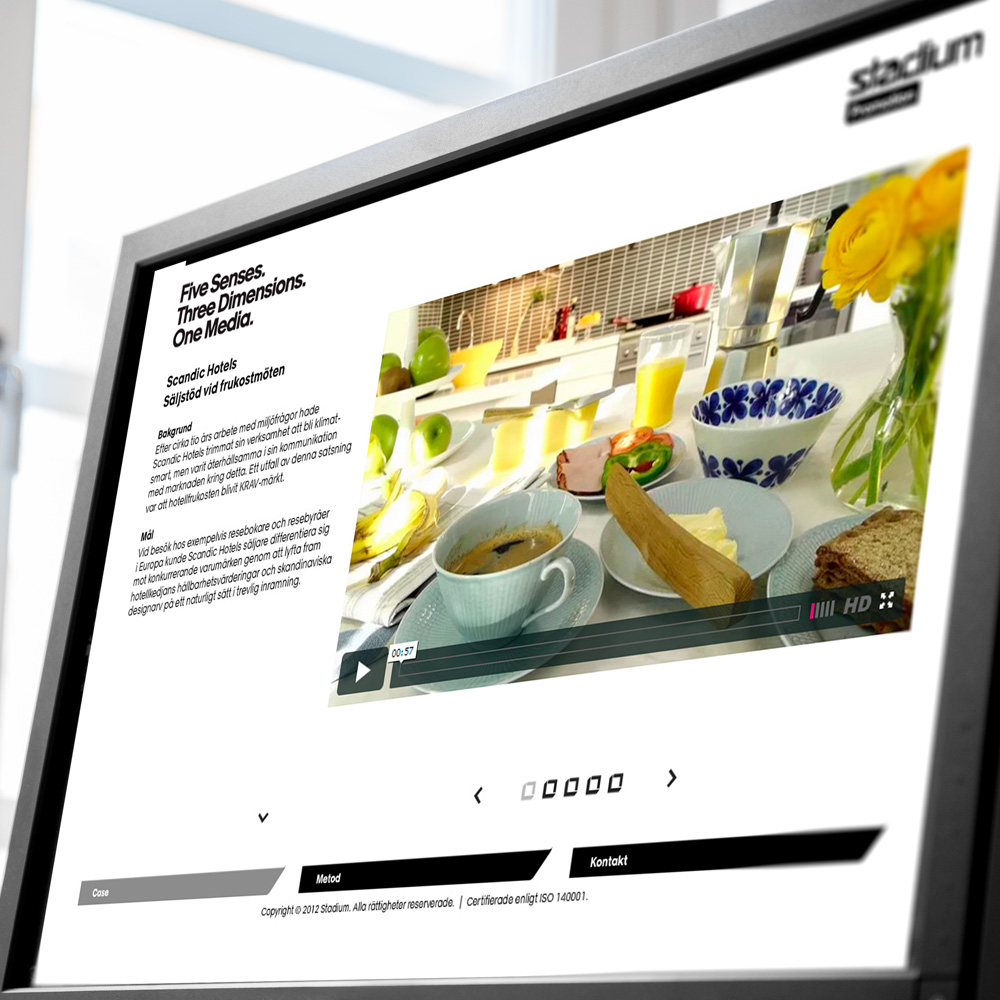 stadium
Promotion
Five Senses.
Three Dimensions.
One Media.
Scandic Hotels
Säljstöd vid frukostmöten
Bakgrund
Efter cirka tio års arbete med miljöfrågor hade
Scandic Hotels trimmat sin verksamhet att bli klimat-
smart, men varit återhållsamma i sin kommunikation
med marknaden kring detta. Ett utfall av denna satsning
var att hotellfrukosten blivit KRAV-märkt.
Mål
Vid besök hos exempelvis resebokare och resebyråer
i Europa kunde Scandic Hotels säljare differentiera sig
mot konkurrerande varumärken genom att lyfta fram
hotellkedjans hållbarhetsvärderingar och skandinaviska
designarv på ett naturligt sätt i trevlig inramning.
00:57
HD
Case
Metod
Kontakt
Copyright © 2012 Stadium. Alla rättigheter reserverade. | Certifierade enligt ISO 140001.